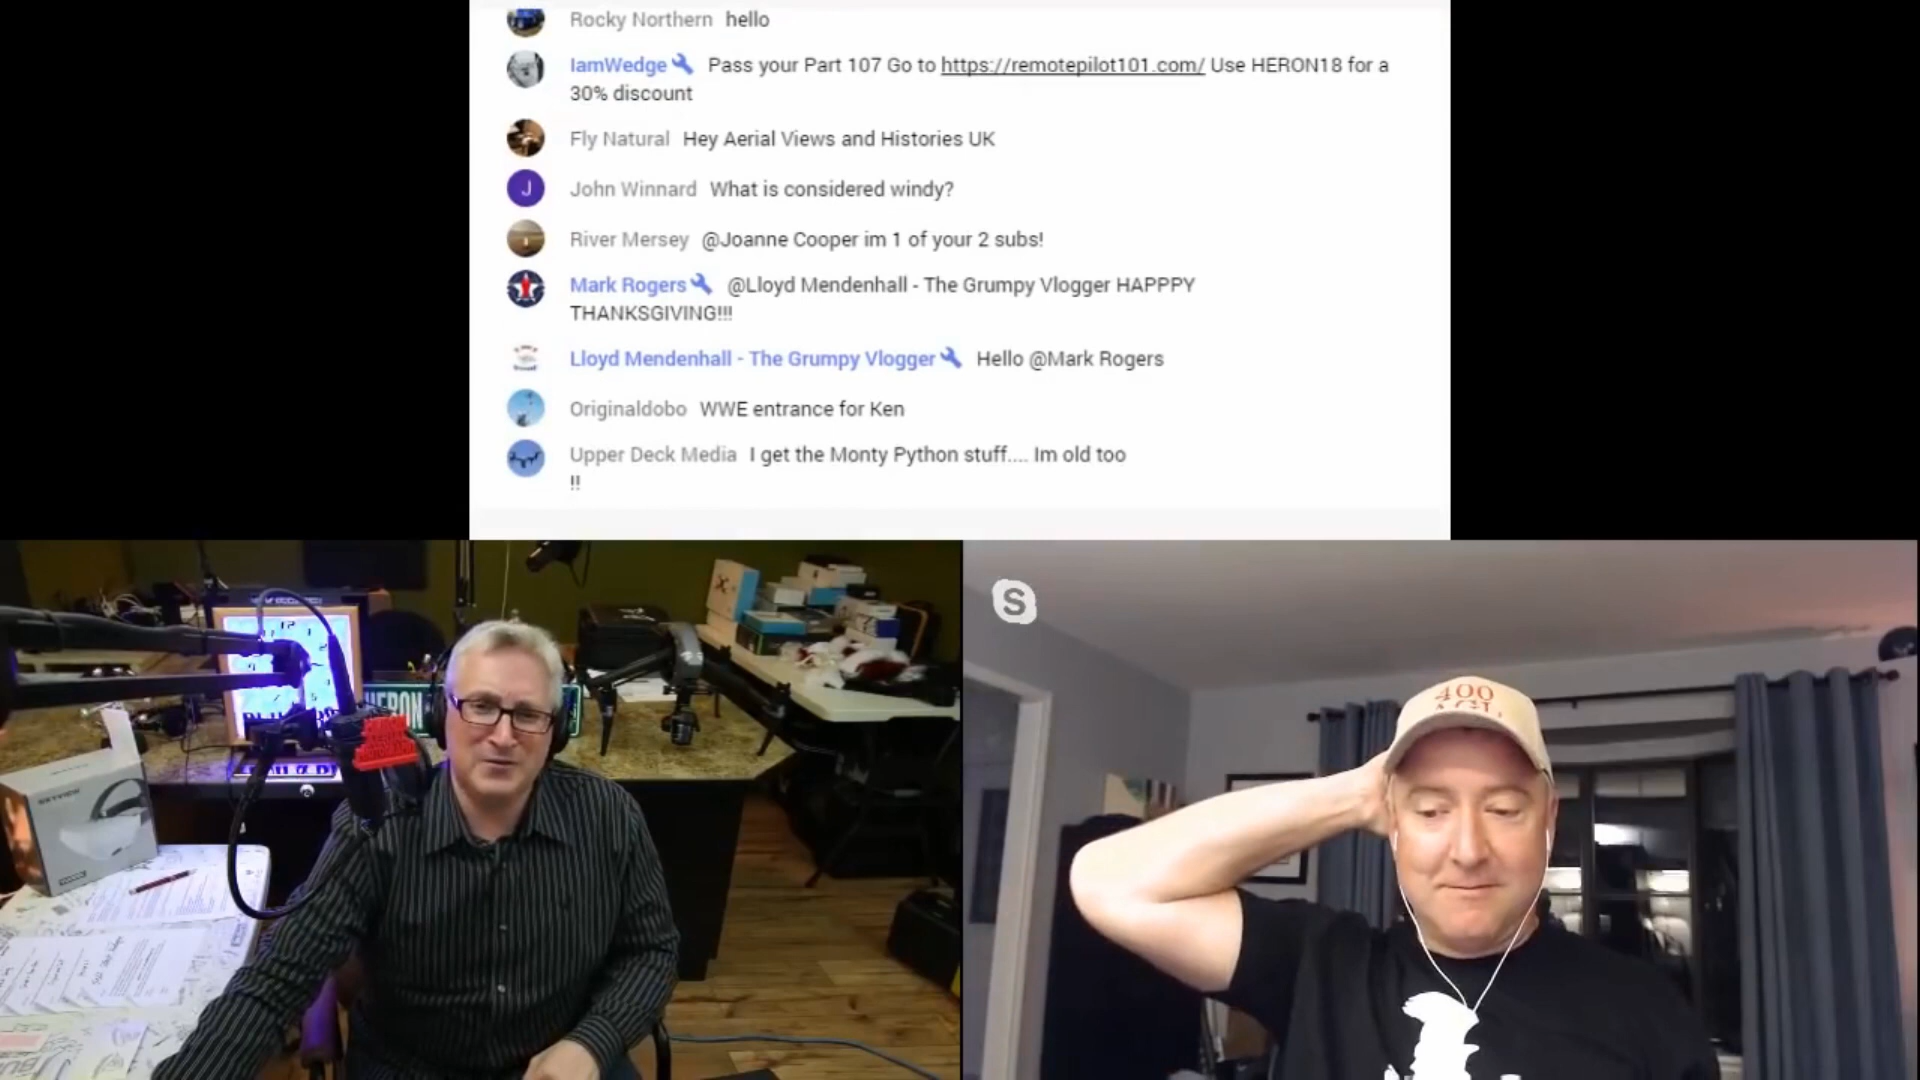 Rocky Northern hello
IamWedge Pass your Part 107 Go to https://remotepilot101.com/ Use HERON18 for a
30% discount
Fly Natural Hey Aerial Views and Histories UK
J John Winnard What is considered windy?
River Mersey @Joanne Cooper im 1 of your 2 subs!
Mark Rogers @Lloyd Mendenhall - The Grumpy Vlogger HAPPPY
THANKSGIVING!!!
Lloyd Mendenhall - The Grumpy Vlogger Hello @Mark Rogers
Originaldobo WWE entrance for Ken
Upper Deck Media I get the Monty Python stuff.... Im old too
!!
S
12
HERON
SKYVIEW
400
AGL